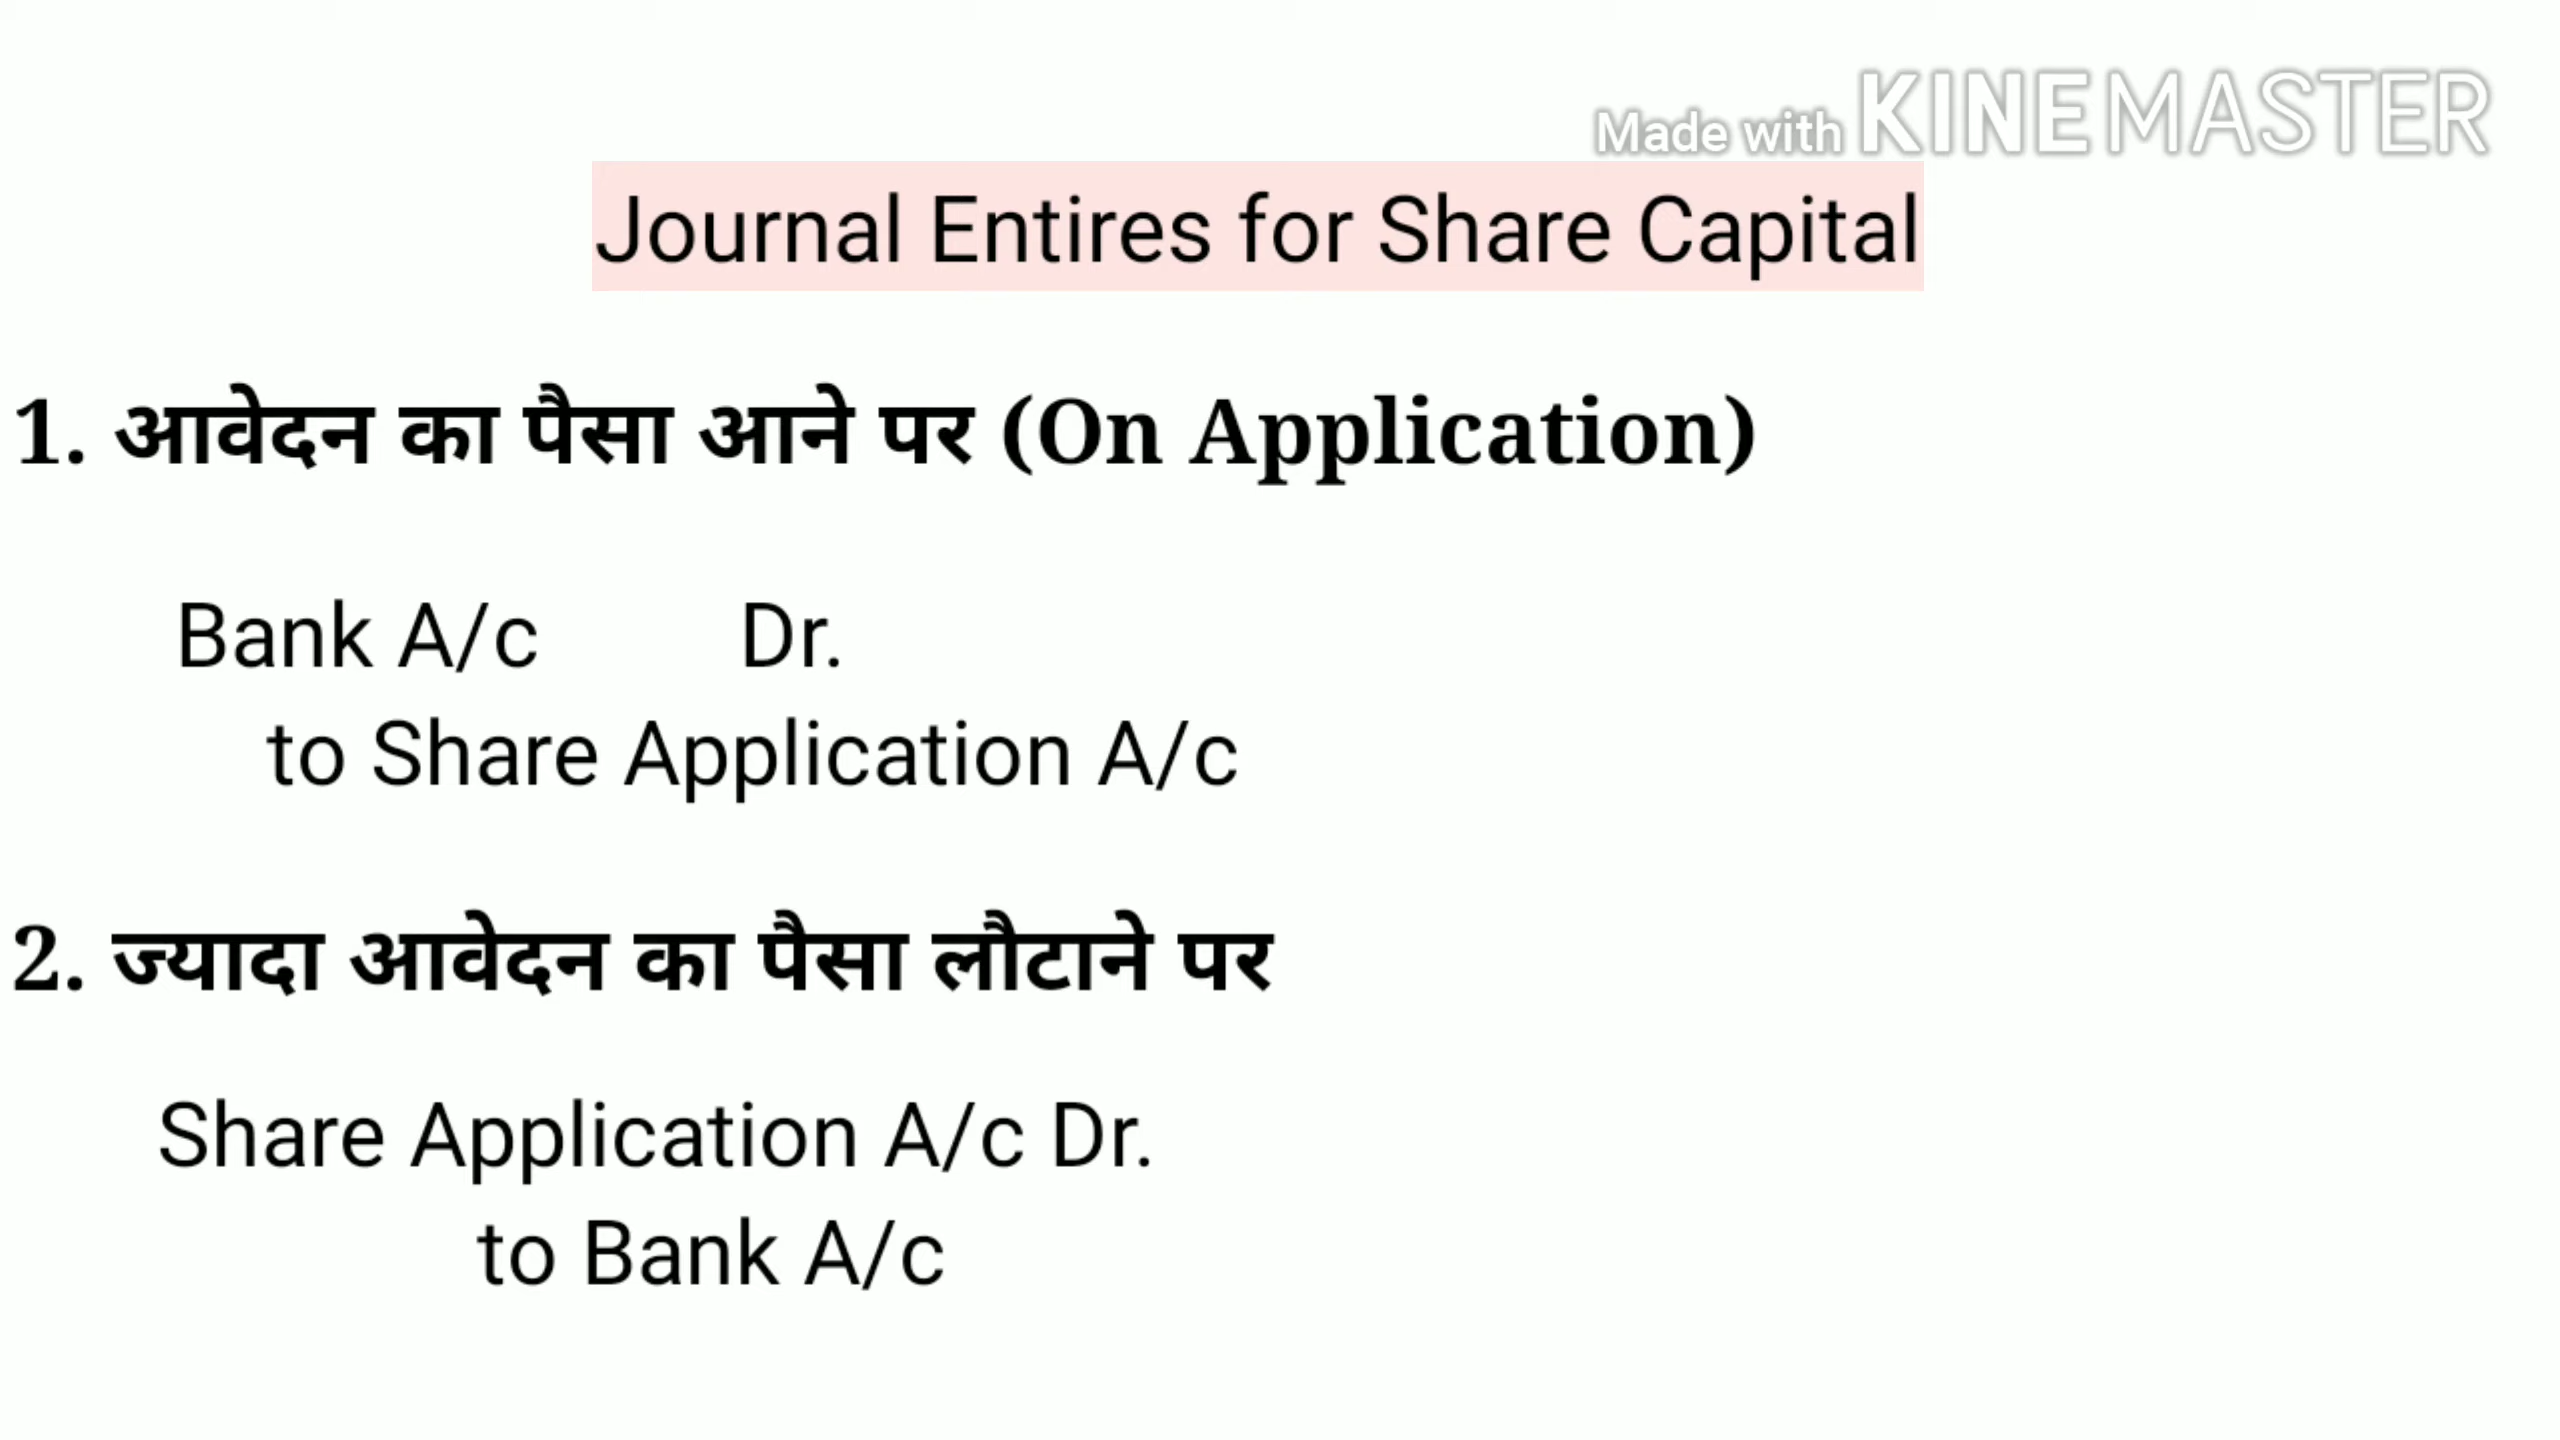 Made with KINEMASTER
Journal Entires for Share Capital
1. आवेदन का पैसा आने पर (On Application)
Bank A/c Dr.
to Share Application A/c
2. ज्यादा आवेदन का पैसा लौटाने पर
Share Application A/c Dr.
to Bank A/c